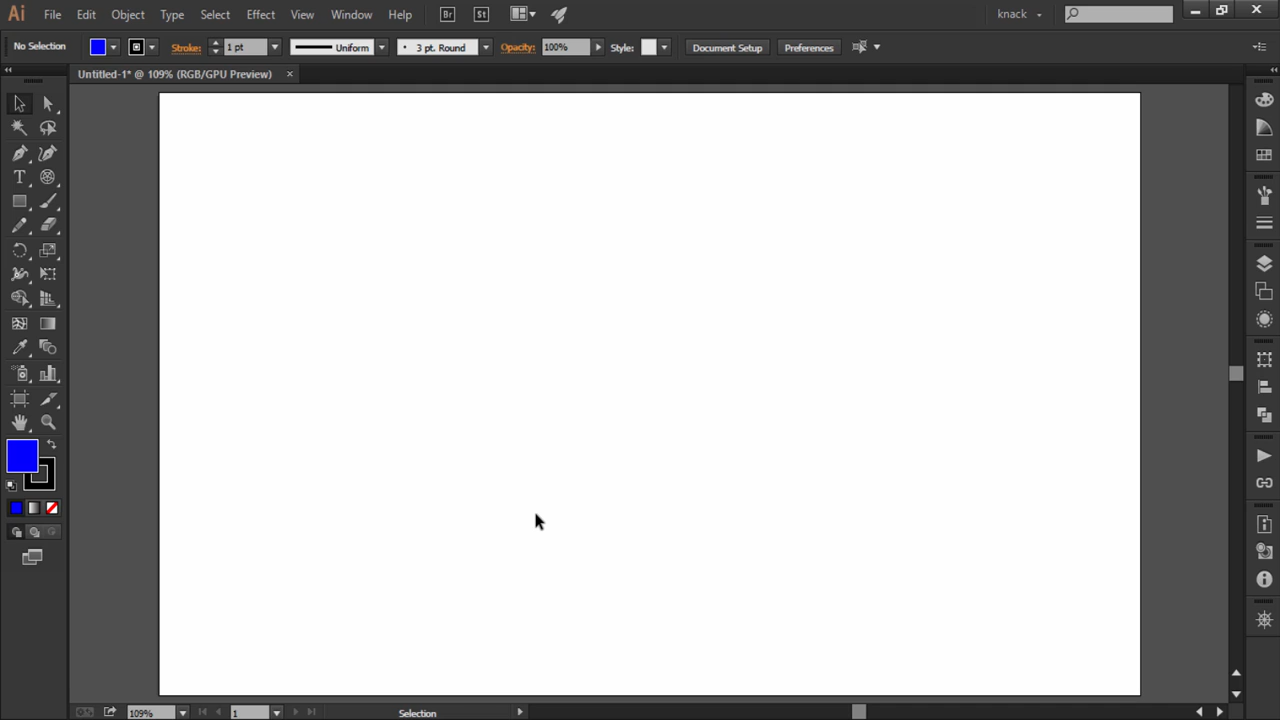 Ai File Edit Object Type Select Effect View Window Help Br St knack
No Selection Stroke: 1 pt Uniform 3 pt. Round Opacity: 100% Style: Document Setup Preferences
Untitled-1* @ 109% (RGB/GPU Preview) ×
T
109% 1 Selection